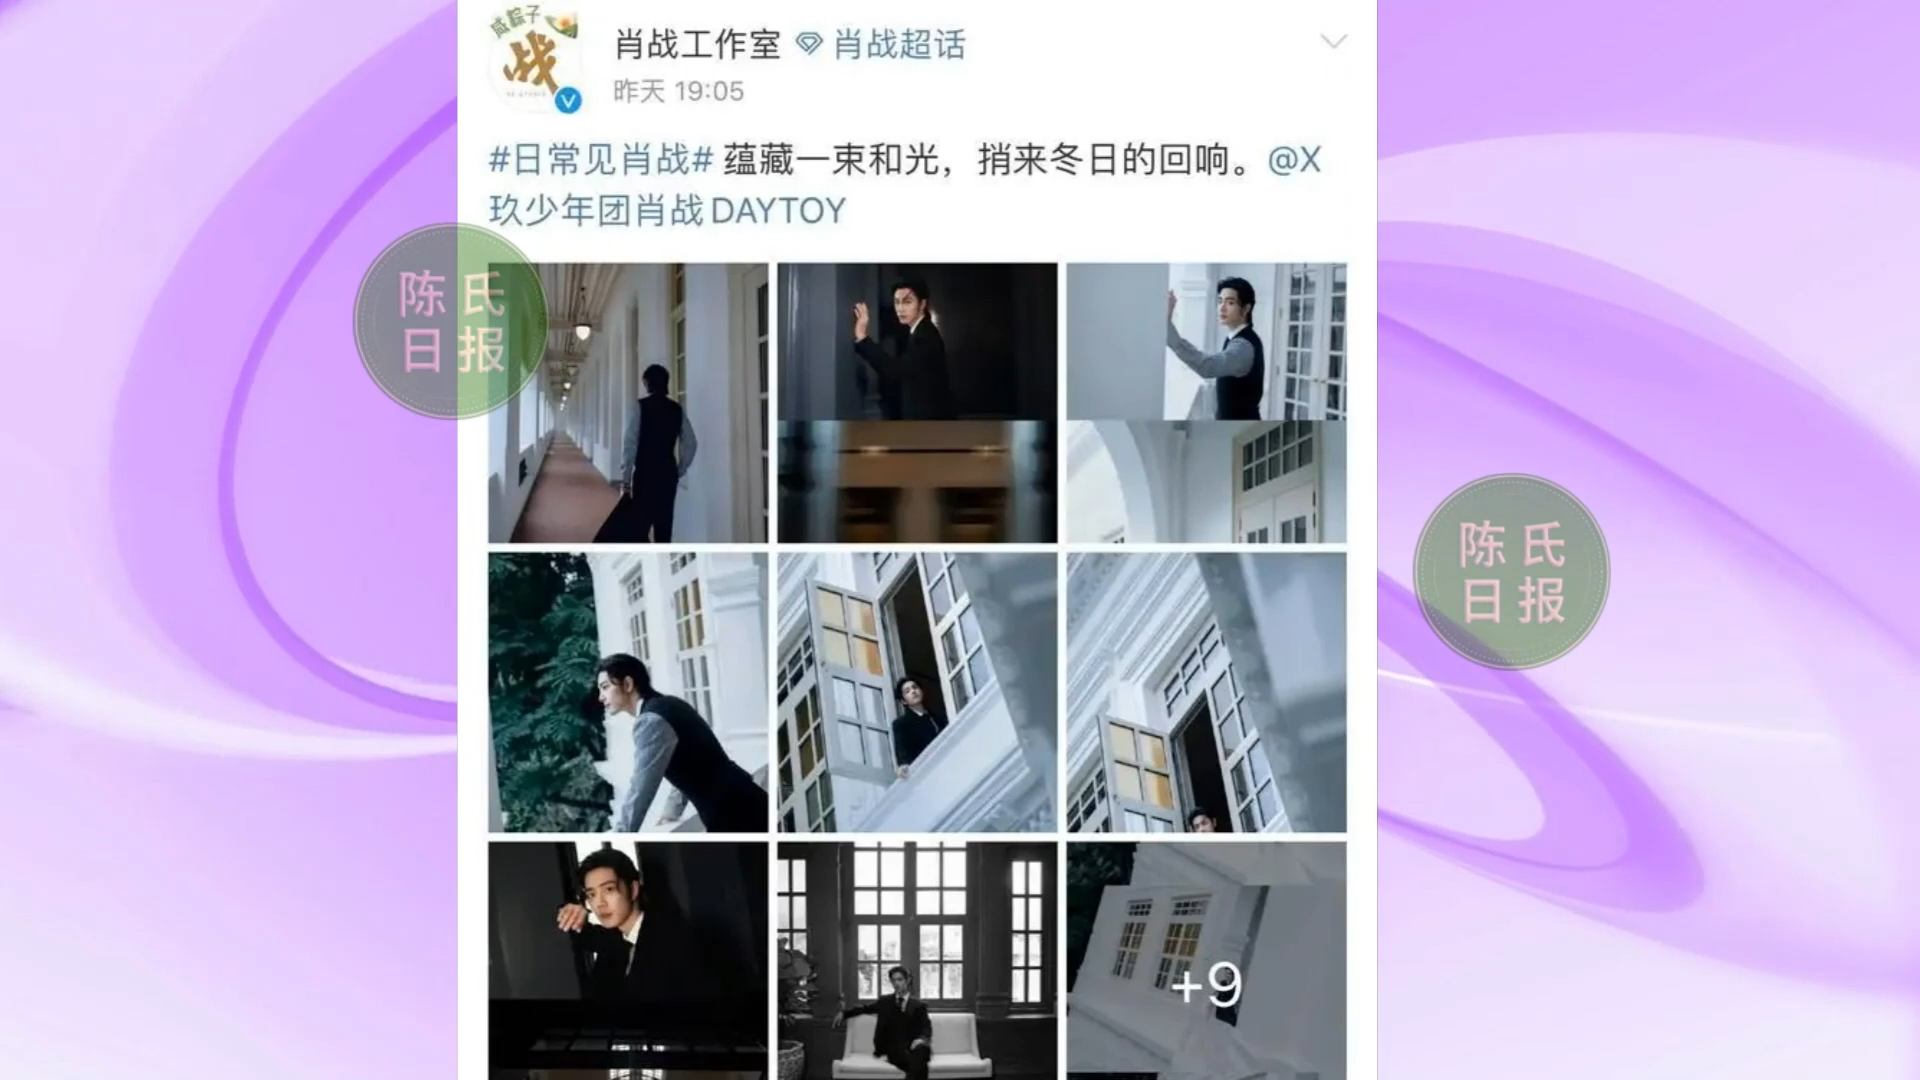 咸粽子
战
肖战工作室 肖战超话
昨天 19:05
#日常见肖战# 蕴藏一束和光，捎来冬日的回响。@X
玖少年团肖战DAYTOY
陈氏
日报
陈氏
日报
+9